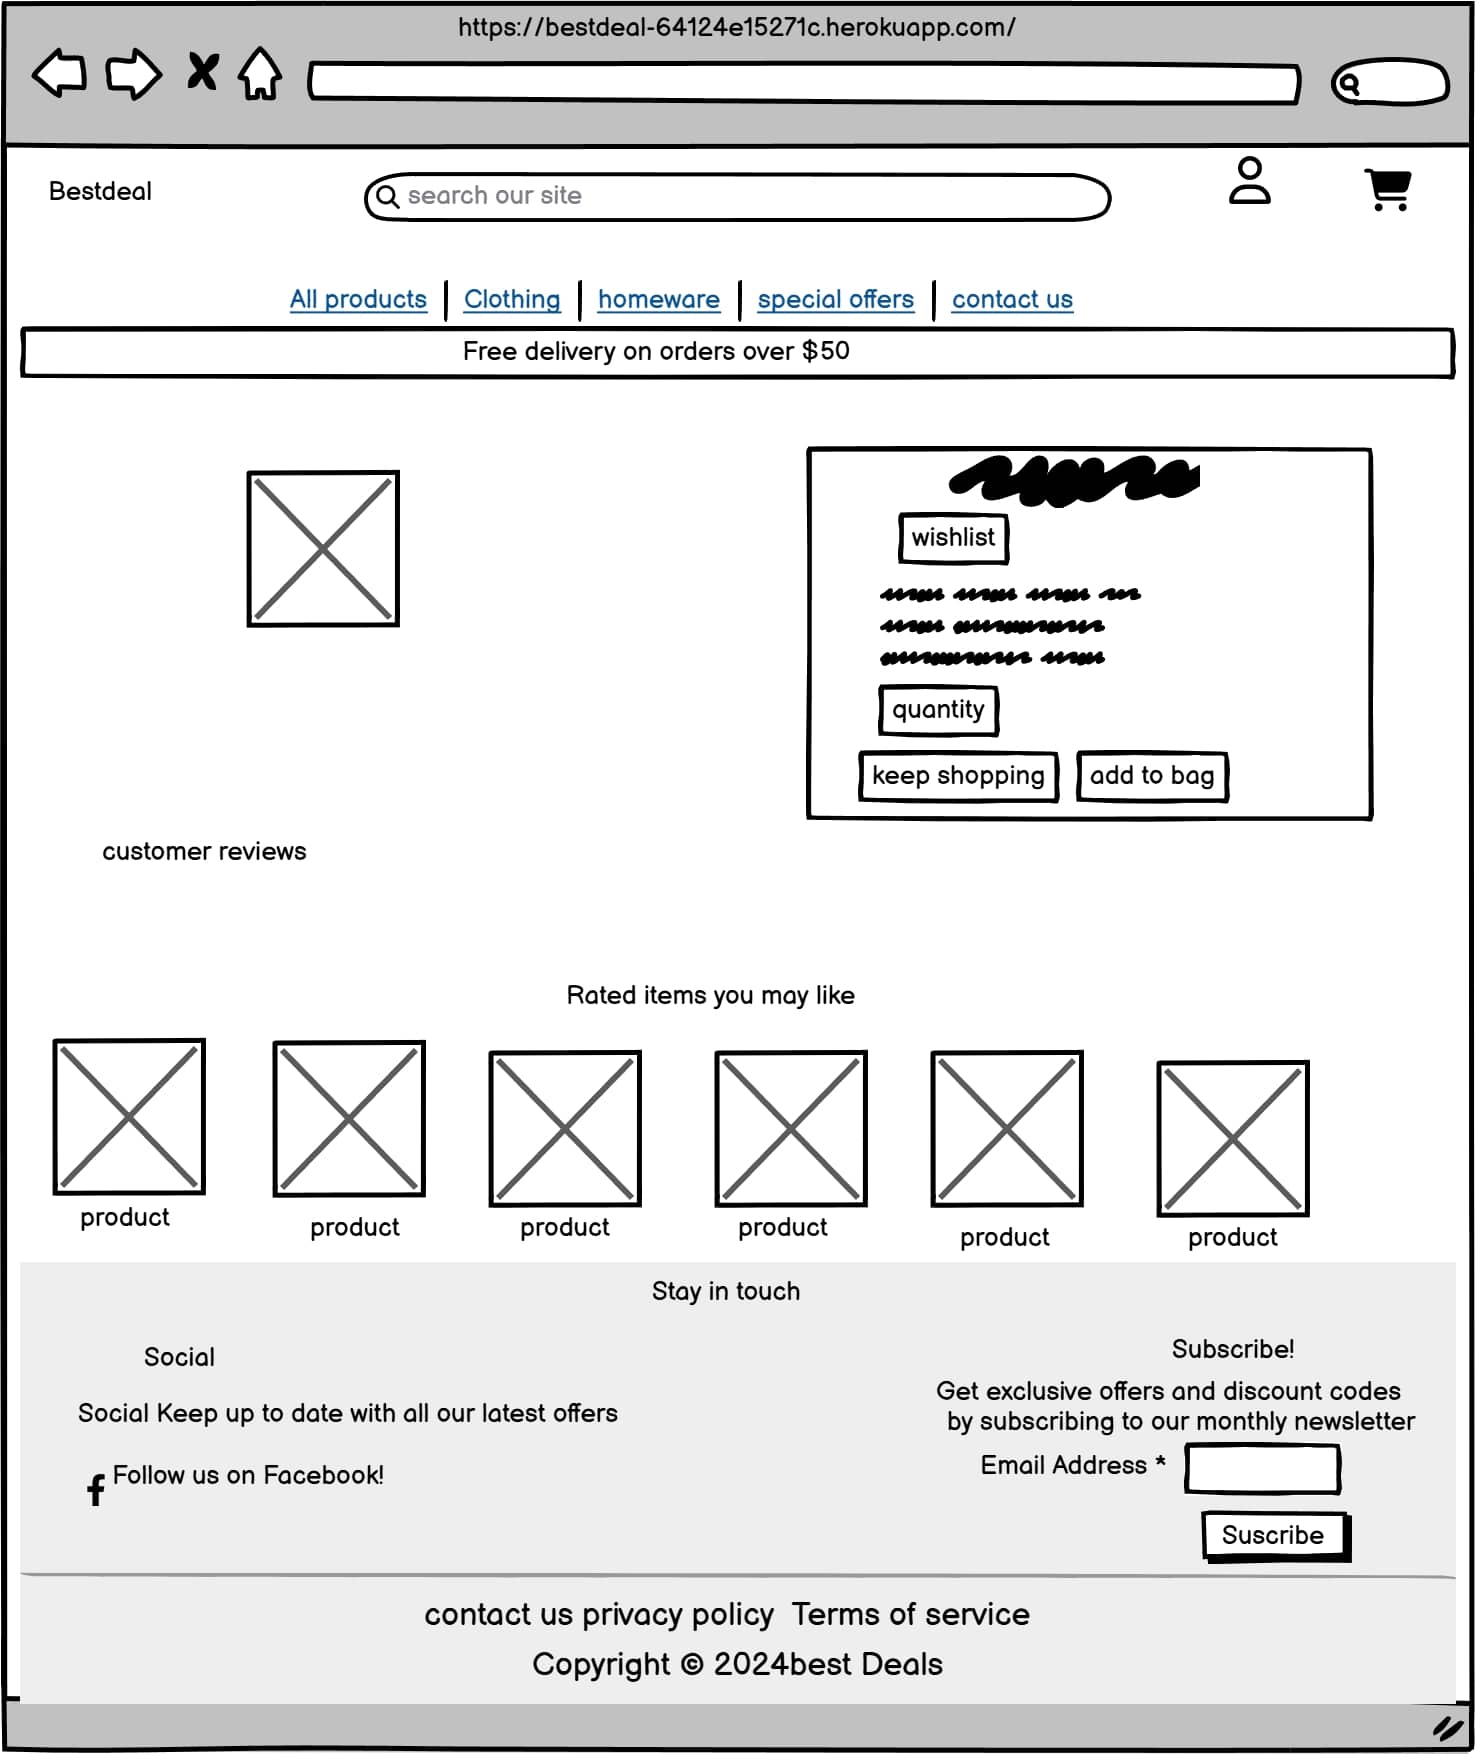 https://bestdeal-64124e15271c.herokuapp.com/
Bestdeal
search our site
All products Clothing homeware special offers contact us
Free delivery on orders over $50
wishlist
quantity
keep shopping add to bag
customer reviews
Rated items you may like
product product product product product product
Stay in touch
Social
Social Keep up to date with all our latest offers
Follow us on Facebook!
Subscribe!
Get exclusive offers and discount codes
by subscribing to our monthly newsletter
Email Address *
Suscribe
contact us privacy policy Terms of service
Copyright © 2024best Deals